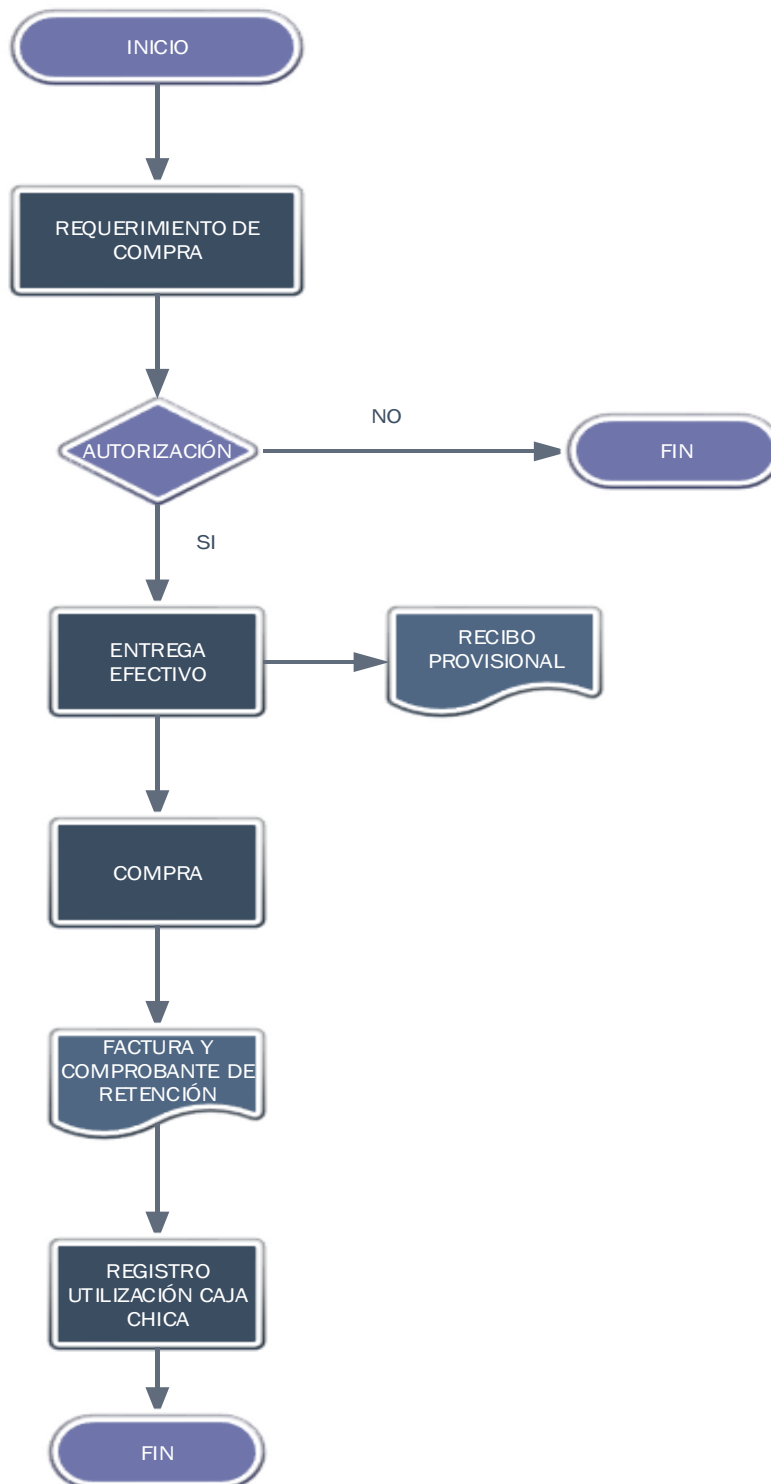 INICIO
REQUERIMIENTO DE
COMPRA
NO
AUTORIZACIÓN
FIN
SI
ENTREGA
EFECTIVO
RECIBO
PROVISIONAL
COMPRA
FACTURA Y
COMPROBANTE DE
RETENCIÓN
REGISTRO
UTILIZACIÓN CAJA
CHICA
FIN